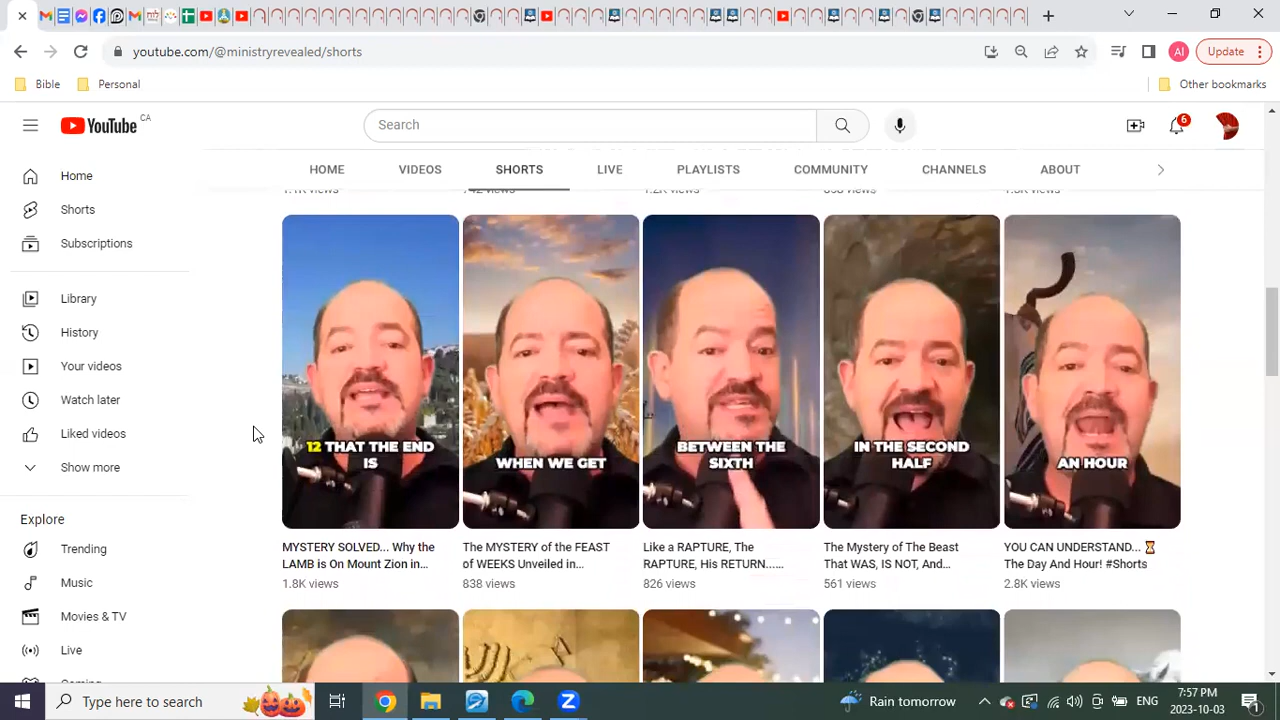 youtube.com/@ministryrevealed/shorts
Update
Bible
Personal
Other bookmarks
YouTube CA
Search
6
HOME
VIDEOS
SHORTS
LIVE
PLAYLISTS
COMMUNITY
CHANNELS
ABOUT
Home
Shorts
Subscriptions
Library
History
Your videos
Watch later
Liked videos
Show more
Explore
Trending
Music
Movies & TV
Live
12 THAT THE END
IS
WHEN WE GET
BETWEEN THE
SIXTH
IN THE SECOND
HALF
AN HOUR
MYSTERY SOLVED... Why the
LAMB is On Mount Zion in...
1.8K views
The MYSTERY of the FEAST
of WEEKS Unveiled in...
838 views
Like a RAPTURE, The
RAPTURE, His RETURN......
826 views
The Mystery of The Beast
That WAS, IS NOT, And...
561 views
YOU CAN UNDERSTAND... ⏳
The Day And Hour! #Shorts
2.8K views
Type here to search
Rain tomorrow
ENG
7:57 PM
2023-10-03
1